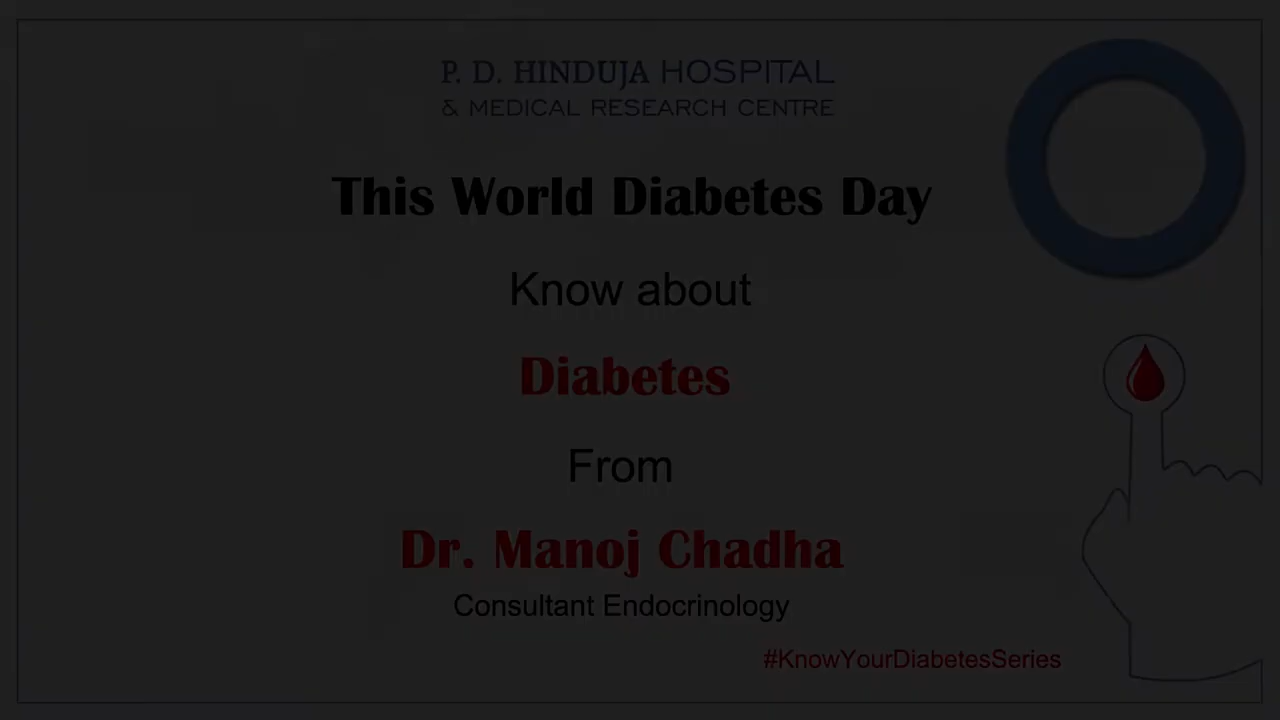 P. D. HINDUJA HOSPITAL
& MEDICAL RESEARCH CENTRE
This World Diabetes Day
Know about
Diabetes
From
Dr. Manoj Chadha
Consultant Endocrinology
#KnowYourDiabetesSeries